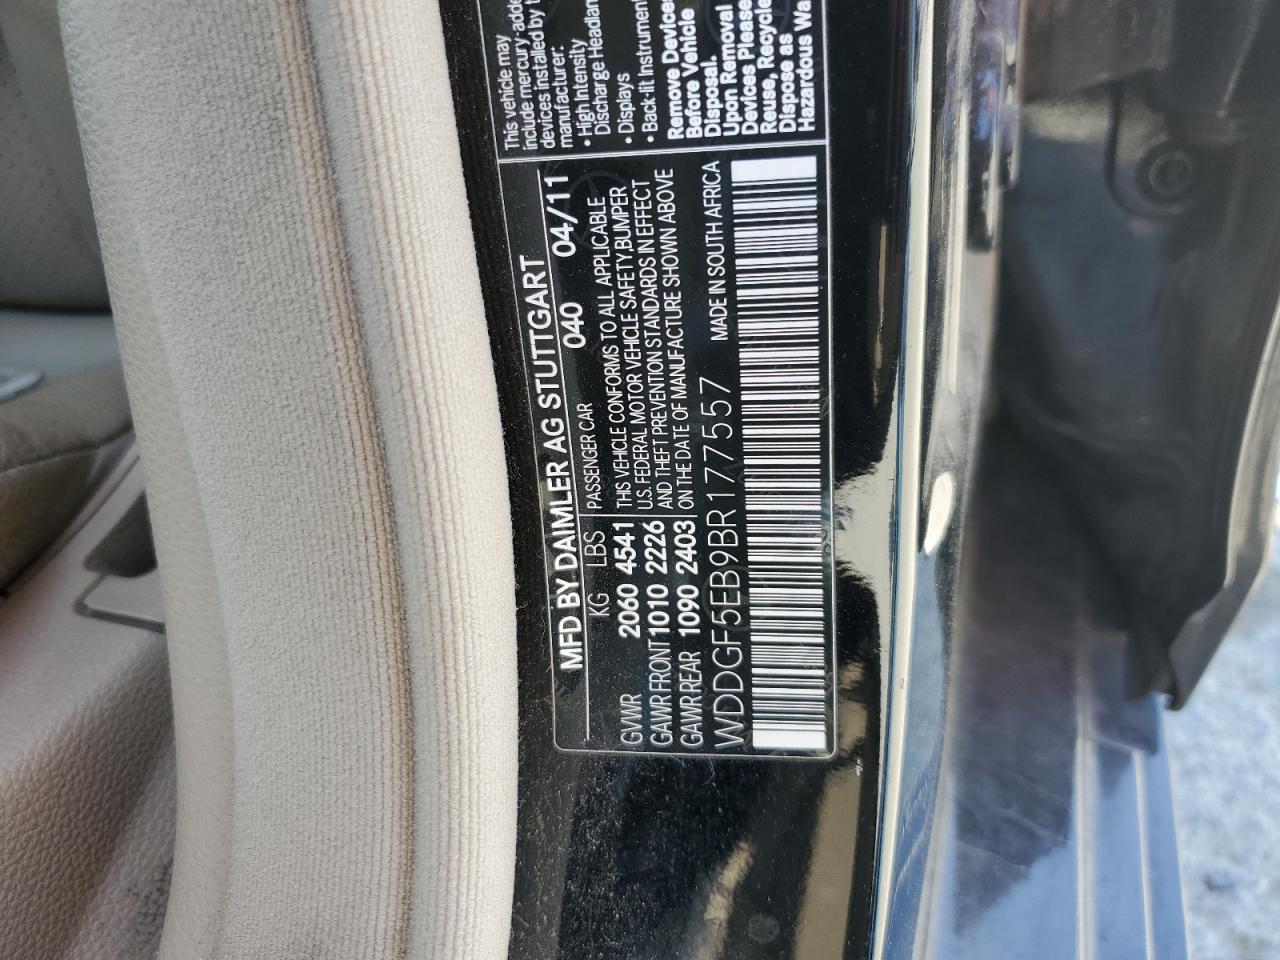 MFD BY DAIMLER AG STUTTGART
040 04/11
KG LBS PASSENGER CAR
GVWR 2060 4541 THIS VEHICLE CONFORMS TO ALL APPLICABLE
U.S. FEDERAL MOTOR VEHICLE SAFETY,BUMPER
GAWR FRONT 1010 2226 AND THEFT PREVENTION STANDARDS IN EFFECT
GAWR REAR 1090 2403 ON THE DATE OF MANUFACTURE SHOWN ABOVE
WDDGF5EB9BR177557 MADE IN SOUTH AFRICA
This vehicle may
include mercury-added
devices installed by
manufacturer:
• High Intensity
Discharge
• Displays
• Back-lit Instrument
Remove Devices
Before Vehicle
Disposal.
Upon Removal
Devices Please
Reuse, Recycle
Dispose as
Hazardous